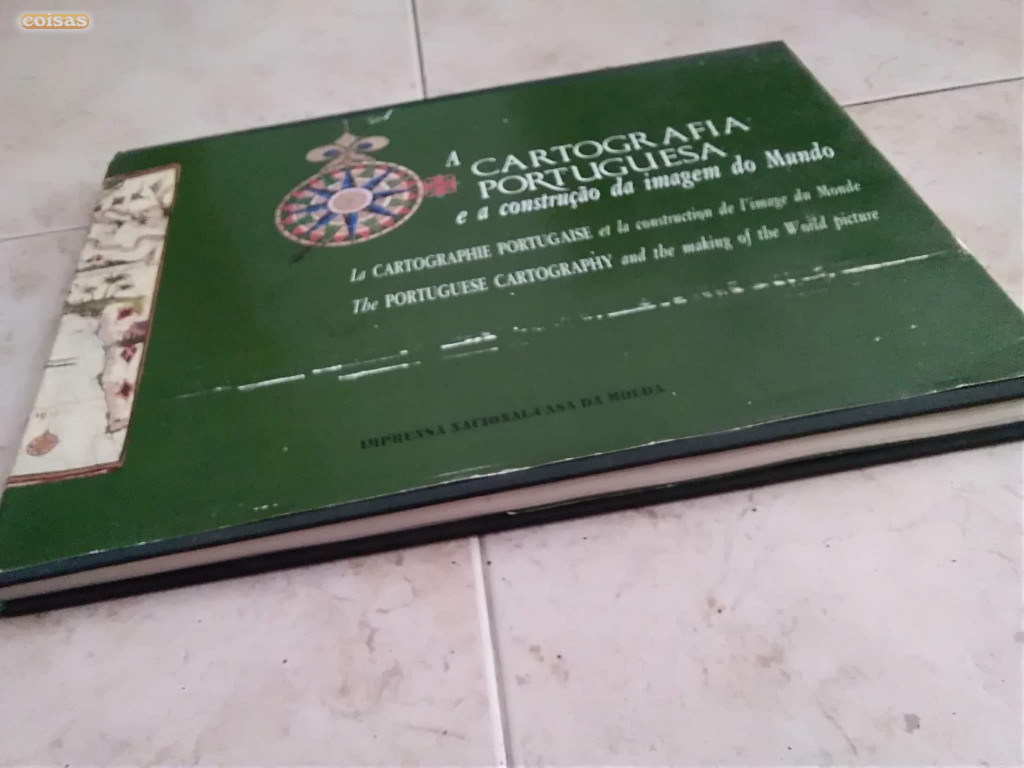 coisas
A
CARTOGRAFIA
PORTUGUESA
e a construção da imagem do Mundo
La CARTOGRAPHIE PORTUGAISE et la construction de l'image du Monde
The PORTUGUESE CARTOGRAPHY and the making of the World picture
IMPRENSA NACIONAL-CASA DA MOEDA